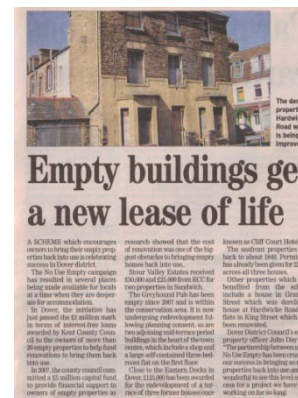 The der
propert
Hardwi
Road w
is being
improve
Empty buildings ge
a new lease of life
A SCHEME which encourages
owners to bring their empty prop-
erties back into use is celebrating
success in Dover district.
The No Use Empty campaign
has resulted in several places
being made available for locals
at a time when they are desper-
ate for accommodation.
In Dover, the initiative has
just passed the £1 million mark
in terms of interest-free loans
awarded by Kent County Coun-
cil to the owners of more than
20 empty properties to help fund
renovations to bring them back
into use.
In 2007, the county council com-
mitted a £5 million capital fund
to provide financial support to
owners of empty properties as
research showed that the cost
of renovation was one of the big-
gest obstacles to bringing empty
homes back into use.
Stour Valley Estates received
£50,000 and £25,000 from KCC for
two properties in Sandwich.
The Greyhound Pub has been
empty since 2007 and is within
the conservation area. It is now
undergoing redevelopment fol-
lowing planning consent, as are
two adjoining mid-terrace period
buildings in the heart of the town
centre, which include a shop and
a large self-contained three-bed-
room flat on the first floor.
Close to the Eastern Docks in
Dover, £125,000 has been awarded
for the redevelopment of a ter-
race of three former houses once
known as Cliff Court Hotel
The seafront properties
back to about 1840. Permi
has already been given for 2
across all three houses.
Other properties which
benefited from the sch
include a house in Gran
Street which was derelic
house at Hardwicke Road
flats in King Street which
been renovated.
Dover District Council's e
property officer John Day
"The partnership between o
No Use Empty has been cruc
our success in bringing so m
properties back into use an
wonderful to see this level o
cess for a project we have
working on for